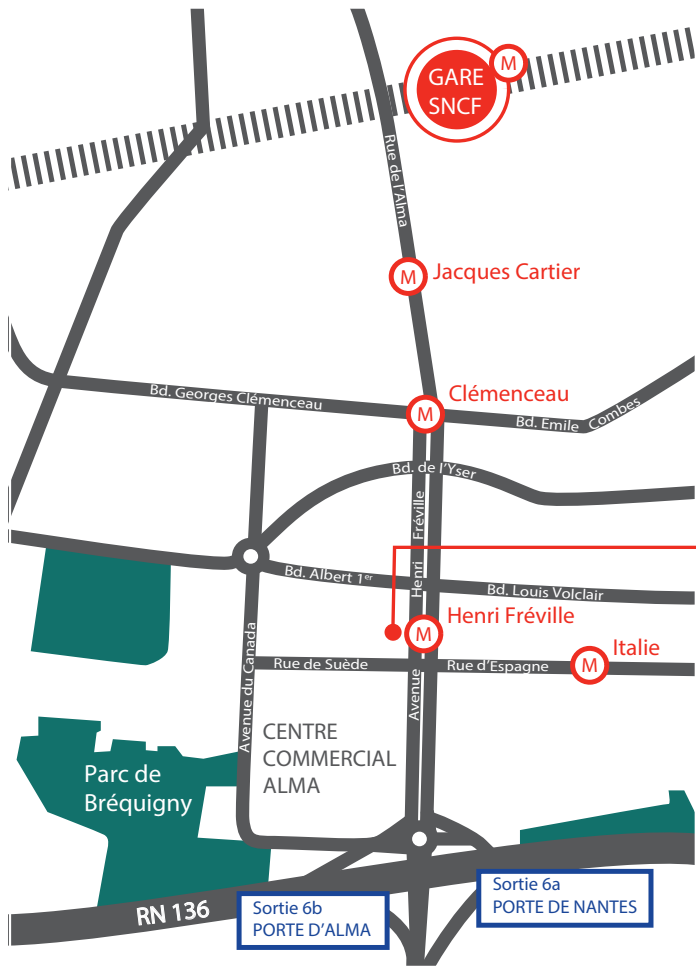 GARE
SNCF
M
Rue de l'Alma
M
Jacques Cartier
Bd. Georges Clémenceau
Clémenceau
M
Bd. Emile Combes
Bd. de l'Yser
Avenue Henri Fréville
Bd. Albert 1er
Bd. Louis Volclair
Henri Fréville
M
Italie
M
Rue de Suède
Rue d'Espagne
Avenue du Canada
CENTRE
COMMERCIAL
ALMA
Parc de
Bréquigny
RN 136
Sortie 6b
PORTE D'ALMA
Sortie 6a
PORTE DE NANTES